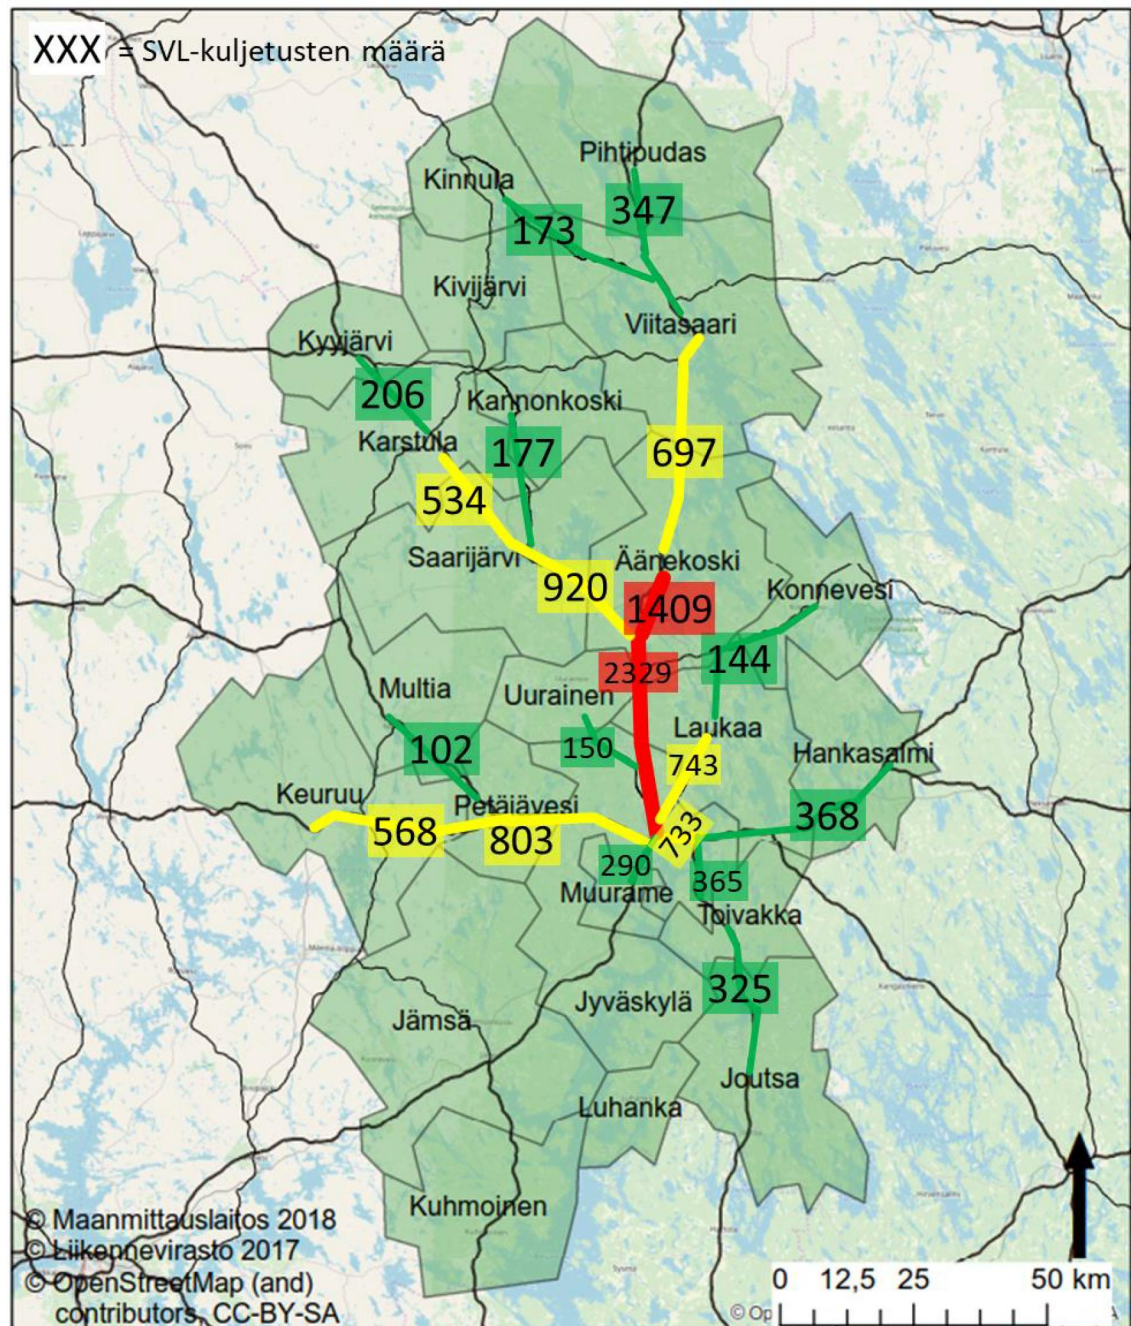 XXX = SVL-kuljetusten määrä
Pihtipudas
Kinnula
347
173
Kivijärvi
Viitasaari
Kyyjärvi
206
Kannonkoski
Karstula
177
697
534
Saarijärvi
Äänekoski
920
Konnevesi
1409
144
2329
Multia
Uurainen
Laukaa
150
Hankasalmi
102
743
Keuruu
Petäjävesi
368
568
803
733
290
365
Muurame
Toivakka
325
Jyväskylä
Jämsä
Joutsa
Luhanka
Kuhmoinen
© Maanmittauslaitos 2018
© Liikennevirasto 2017
© OpenStreetMap (and)
contributors, CC-BY-SA
0 12,5 25 50 km
© Op